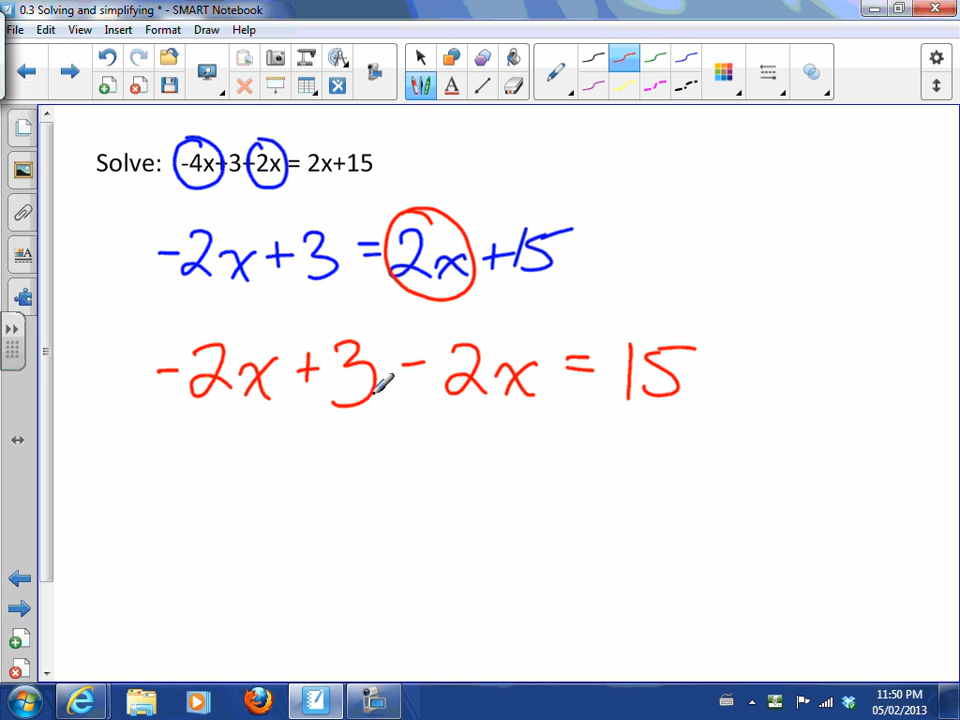 0.3 Solving and simplifying * - SMART Notebook
File Edit View Insert Format Draw Help
Solve: -4x+3+2x = 2x+15
-2x+3 = 2x+15
-2x+3-2x = 15
11:50 PM
05/02/2013